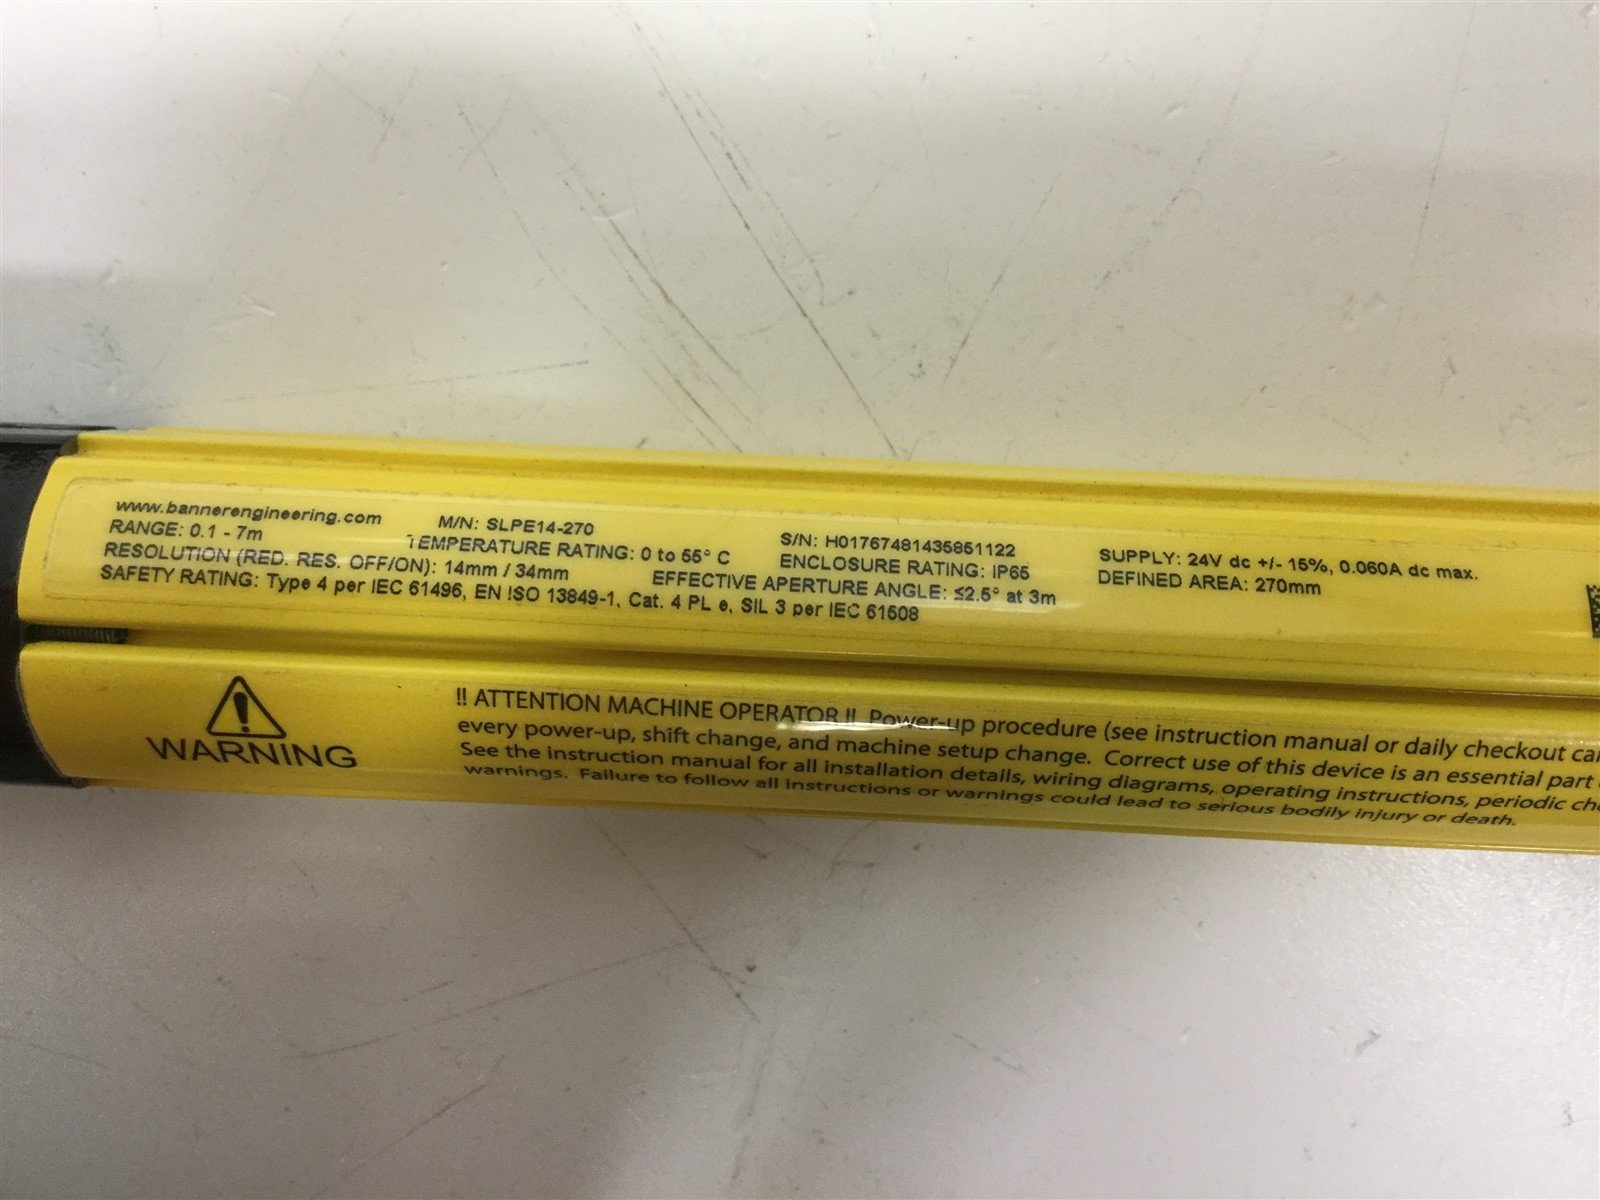 www.bannerengineering.com M/N: SLPE14-270 S/N: H01767481435851122 SUPPLY: 24V dc +/- 15%, 0.060A dc max.
RANGE: 0.1 - 7m TEMPERATURE RATING: 0 to 55° C ENCLOSURE RATING: IP65 DEFINED AREA: 270mm
RESOLUTION (RED. RES. OFF/ON): 14mm / 34mm EFFECTIVE APERTURE ANGLE: ≤2.5° at 3m
SAFETY RATING: Type 4 per IEC 61496, EN ISO 13849-1, Cat. 4 PL e, SIL 3 per IEC 61508
WARNING
!! ATTENTION MACHINE OPERATOR !! Power-up procedure (see instruction manual or daily checkout
every power-up, shift change, and machine setup change. Correct use of this device is an essential part
See the instruction manual for all installation details, wiring diagrams, operating instructions, periodic
warnings. Failure to follow all instructions or warnings could lead to serious bodily injury or death.